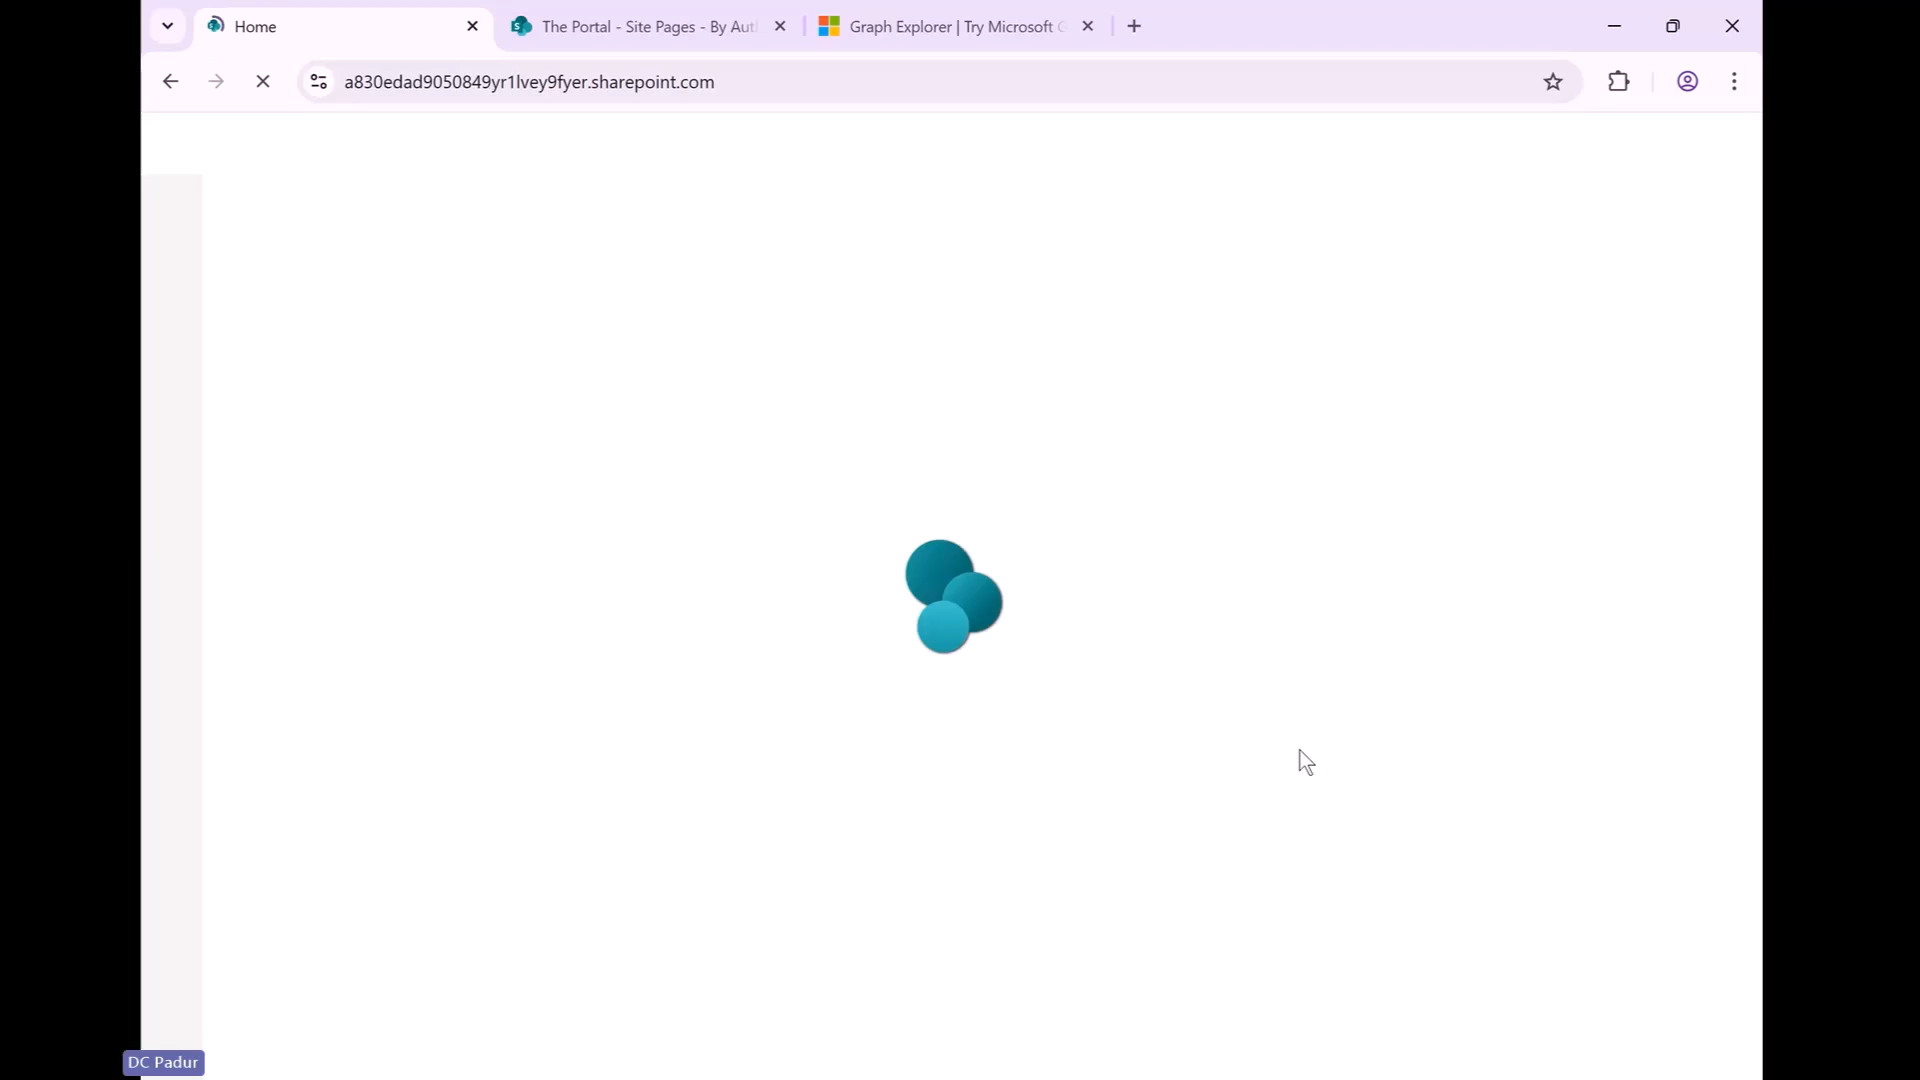 Home
The Portal - Site Pages - By Aut
Graph Explorer | Try Microsoft G
a830edad9050849yr1lvey9fyer.sharepoint.com
DC Padur